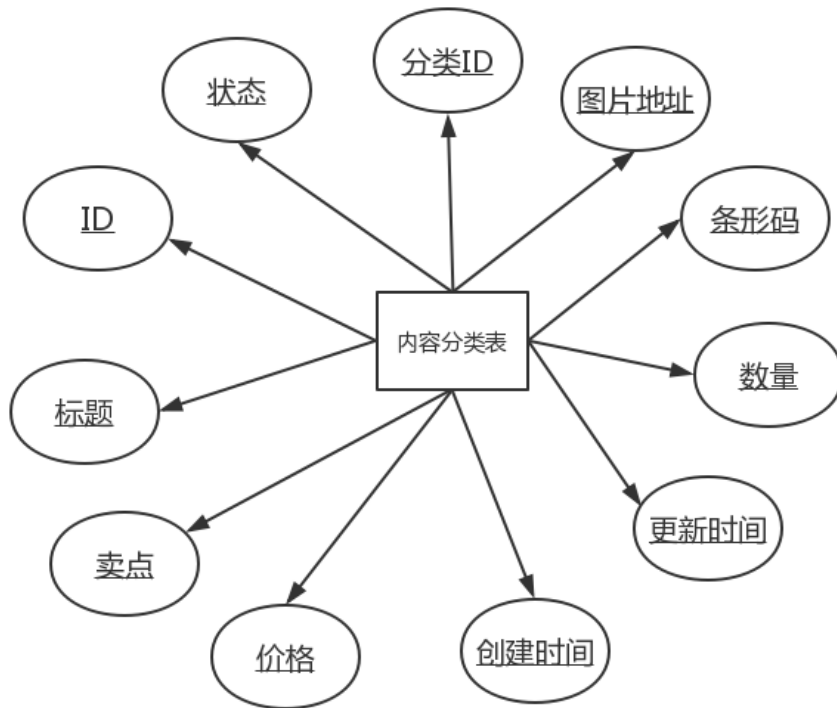 分类ID
状态
图片地址
ID
条形码
内容分类表
数量
标题
更新时间
卖点
创建时间
价格